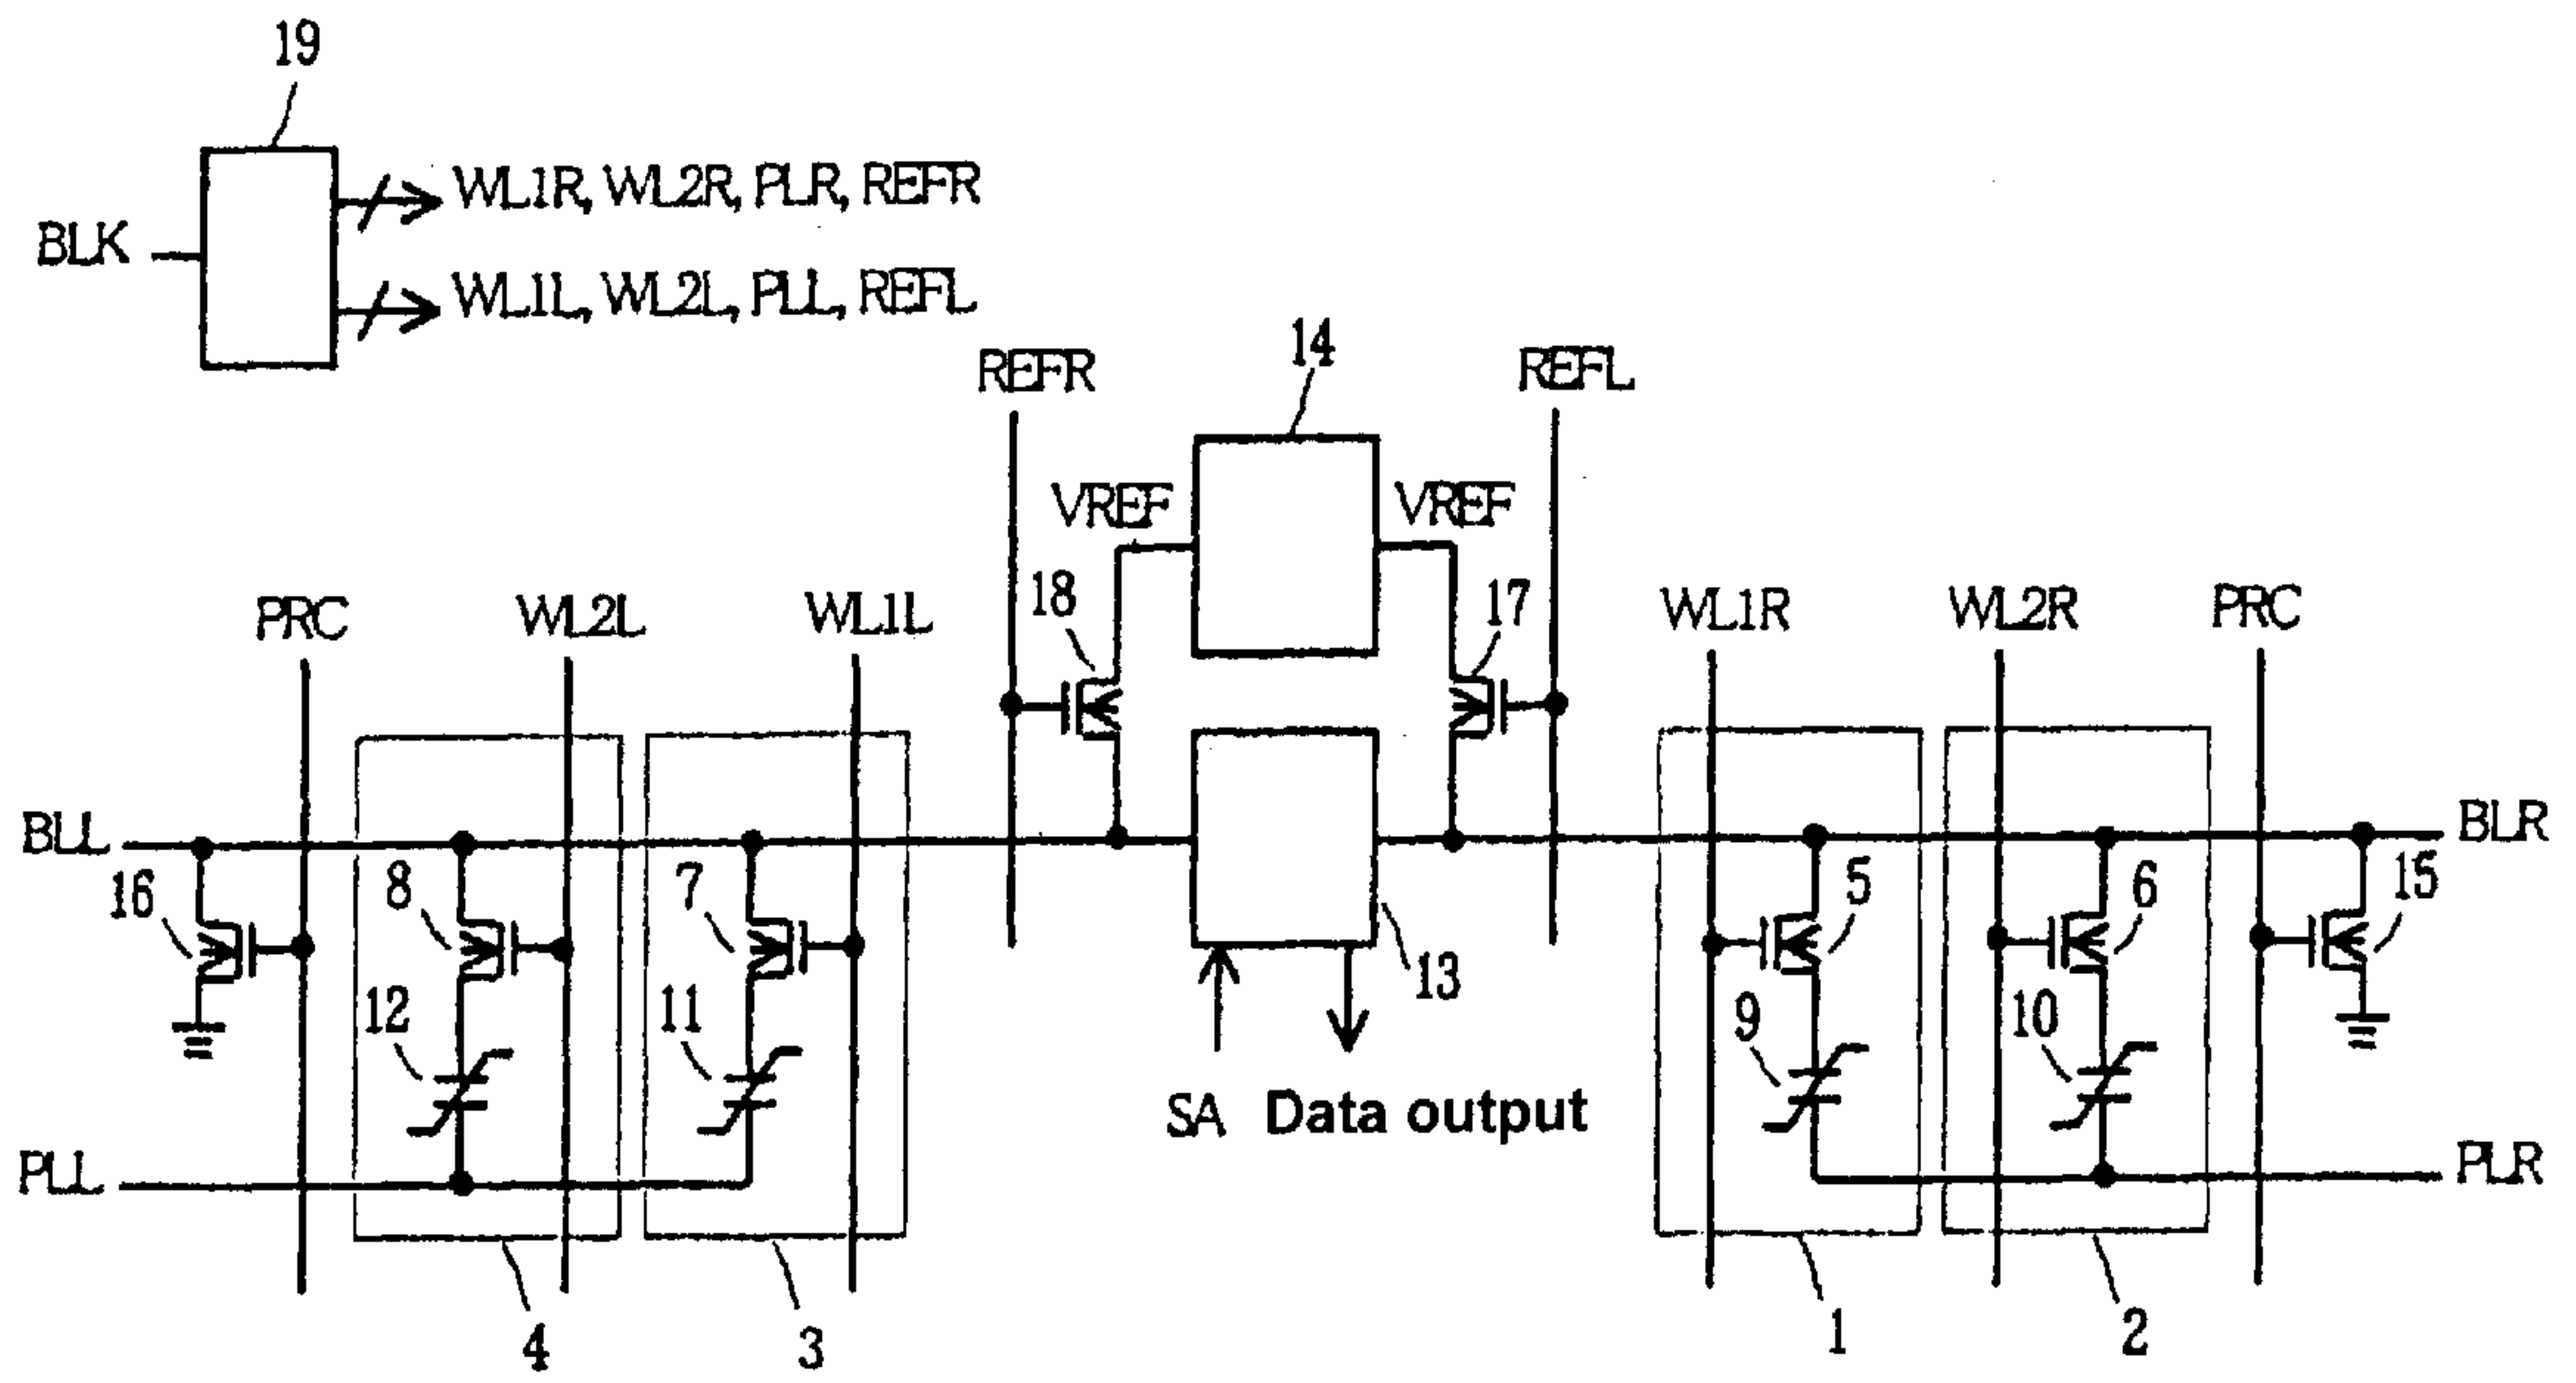 19
WL1R, WL2R, PLR, REFR
BLK
WL1L, WL2L, PLL, REFL
14
REFR
REFL
VREF
VREF
18
17
PRC
WL2L
WL1L
WL1R
WL2R
PRC
BLL
BLR
16
8
7
5
6
15
13
12
11
9
10
SA
Data output
PLL
PLR
4
3
1
2